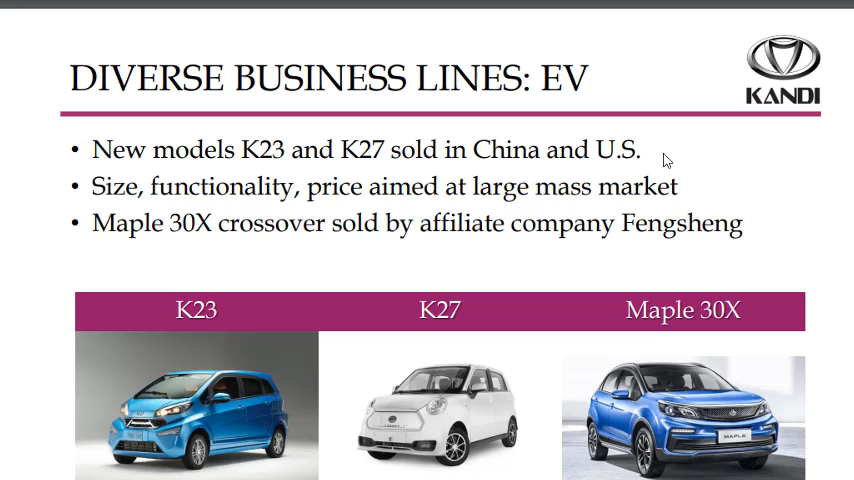 DIVERSE BUSINESS LINES: EV
KANDI
• New models K23 and K27 sold in China and U.S.
• Size, functionality, price aimed at large mass market
• Maple 30X crossover sold by affiliate company Fengsheng
K23
K27
Maple 30X
MAPLE